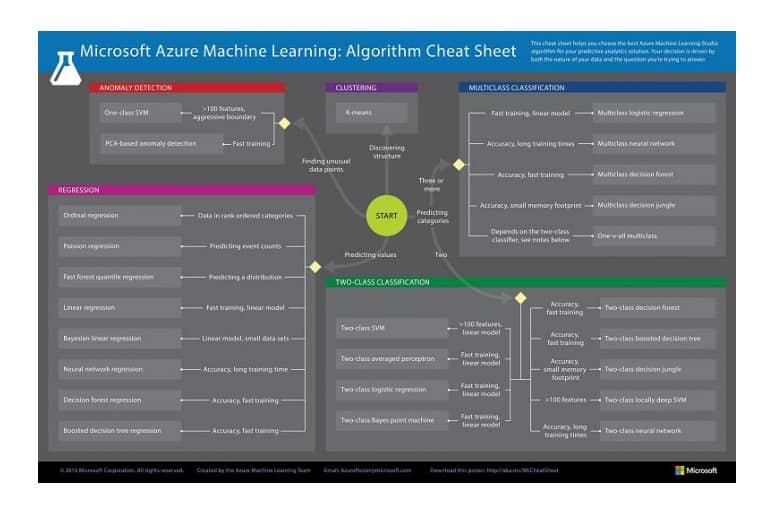 Microsoft Azure Machine Learning: Algorithm Cheat Sheet
This cheat sheet helps you choose the best Azure Machine Learning Studio
algorithm for your predictive analytics solution. Your decision is driven by
both the nature of your data and the question you're trying to answer.
ANOMALY DETECTION
One-class SVM
>100 features,
aggressive boundary
PCA-based anomaly detection
Fast training
CLUSTERING
K-means
MULTICLASS CLASSIFICATION
Fast training, linear model
Multiclass logistic regression
Accuracy, long training times
Multiclass neural network
Accuracy, fast training
Multiclass decision forest
Accuracy, small memory footprint
Multiclass decision jungle
Depends on the two-class
classifier, see notes below
One-v-all multiclass
Finding unusual
data points
Discovering
structure
Three or
more
START
Predicting
categories
Predicting values
Two
REGRESSION
Ordinal regression
Data in rank ordered categories
Poisson regression
Predicting event counts
Fast forest quantile regression
Predicting a distribution
Linear regression
Fast training, linear model
Bayesian linear regression
Linear model, small data sets
Neural network regression
Accuracy, long training time
Decision forest regression
Accuracy, fast training
Boosted decision tree regression
Accuracy, fast training
TWO-CLASS CLASSIFICATION
Two-class SVM
>100 features,
linear model
Two-class averaged perceptron
Fast training,
linear model
Two-class logistic regression
Fast training,
linear model
Two-class Bayes point machine
Fast training,
linear model
Accuracy,
fast training
Two-class decision forest
Accuracy,
fast training
Two-class boosted decision tree
Accuracy,
small memory
footprint
Two-class decision jungle
>100 features
Two-class locally deep SVM
Accuracy, long
training times
Two-class neural network
© 2015 Microsoft Corporation. All rights reserved.
Created by the Azure Machine Learning Team
Email:
Download this poster:
Microsoft